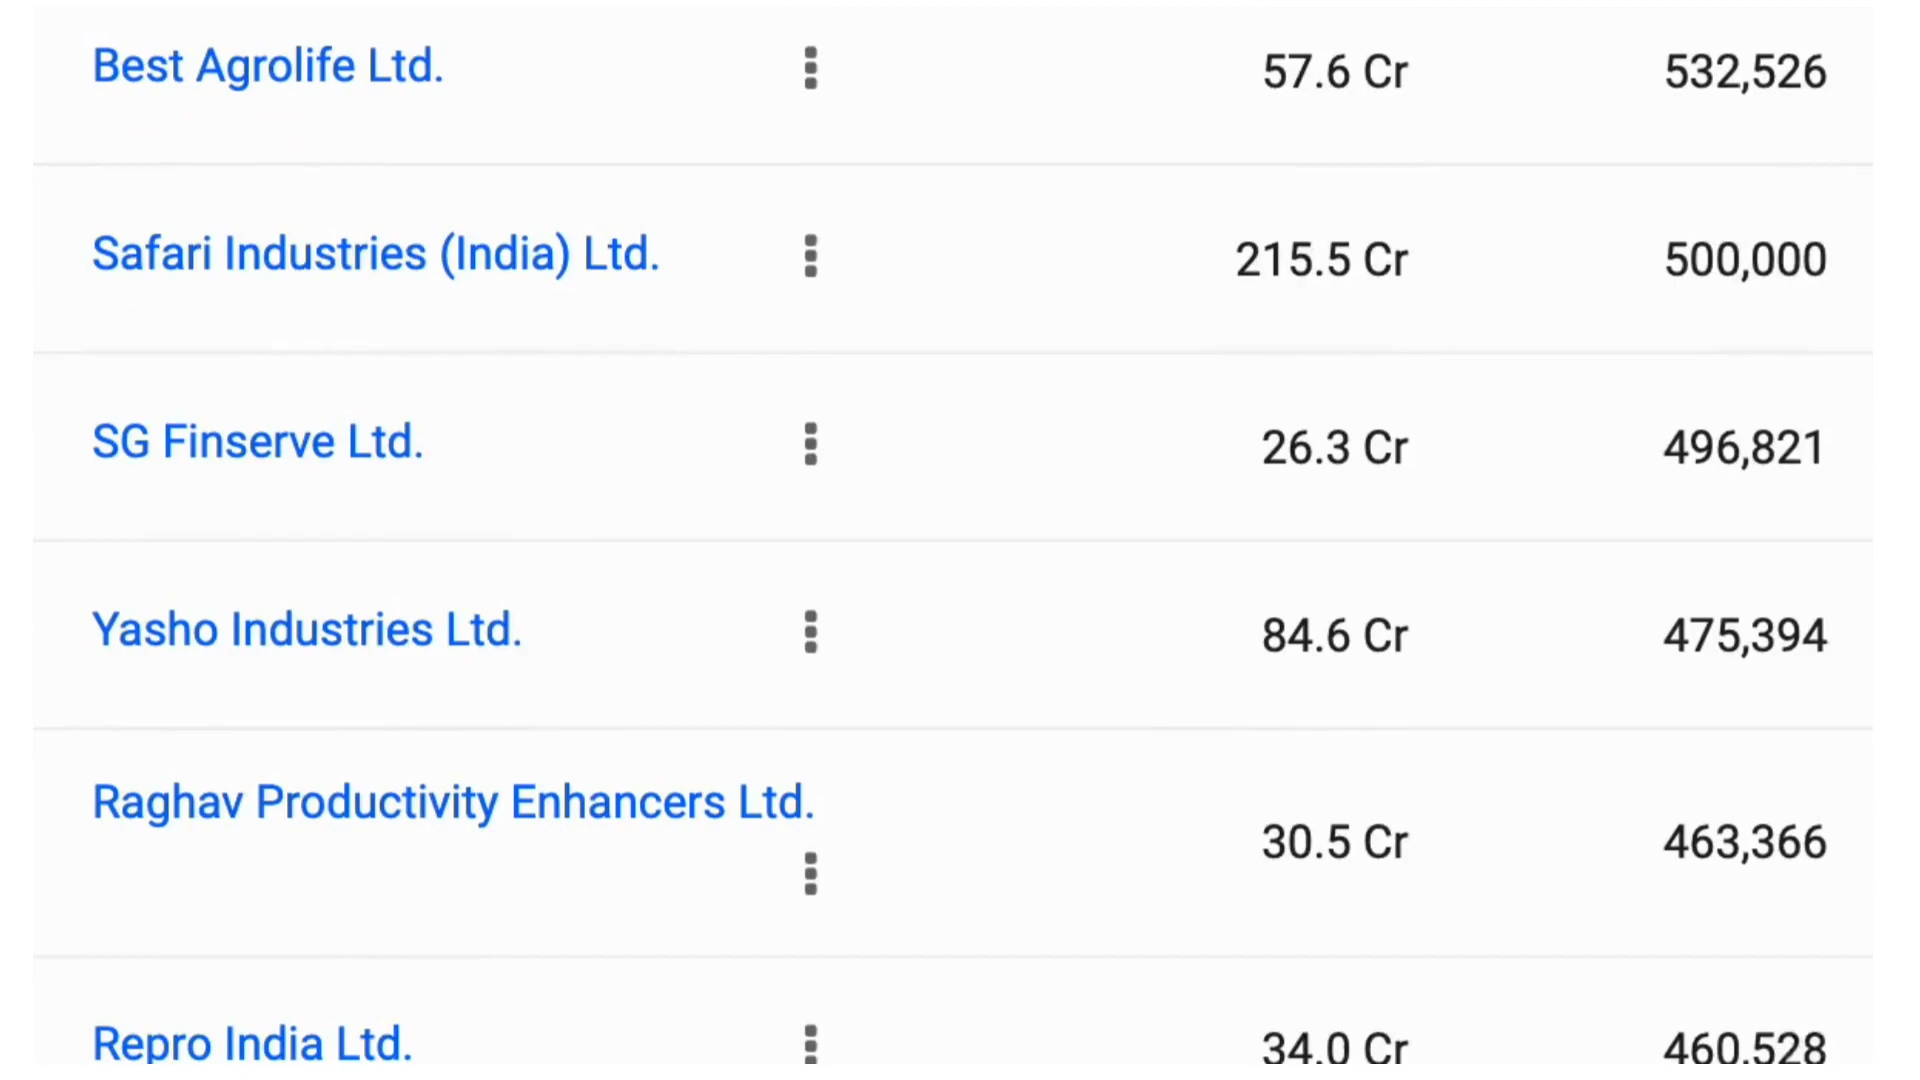 Best Agrolife Ltd. 57.6 Cr 532,526
Safari Industries (India) Ltd. 215.5 Cr 500,000
SG Finserve Ltd. 26.3 Cr 496,821
Yasho Industries Ltd. 84.6 Cr 475,394
Raghav Productivity Enhancers Ltd. 30.5 Cr 463,366
Repro India Ltd. 34.0 Cr 460,528